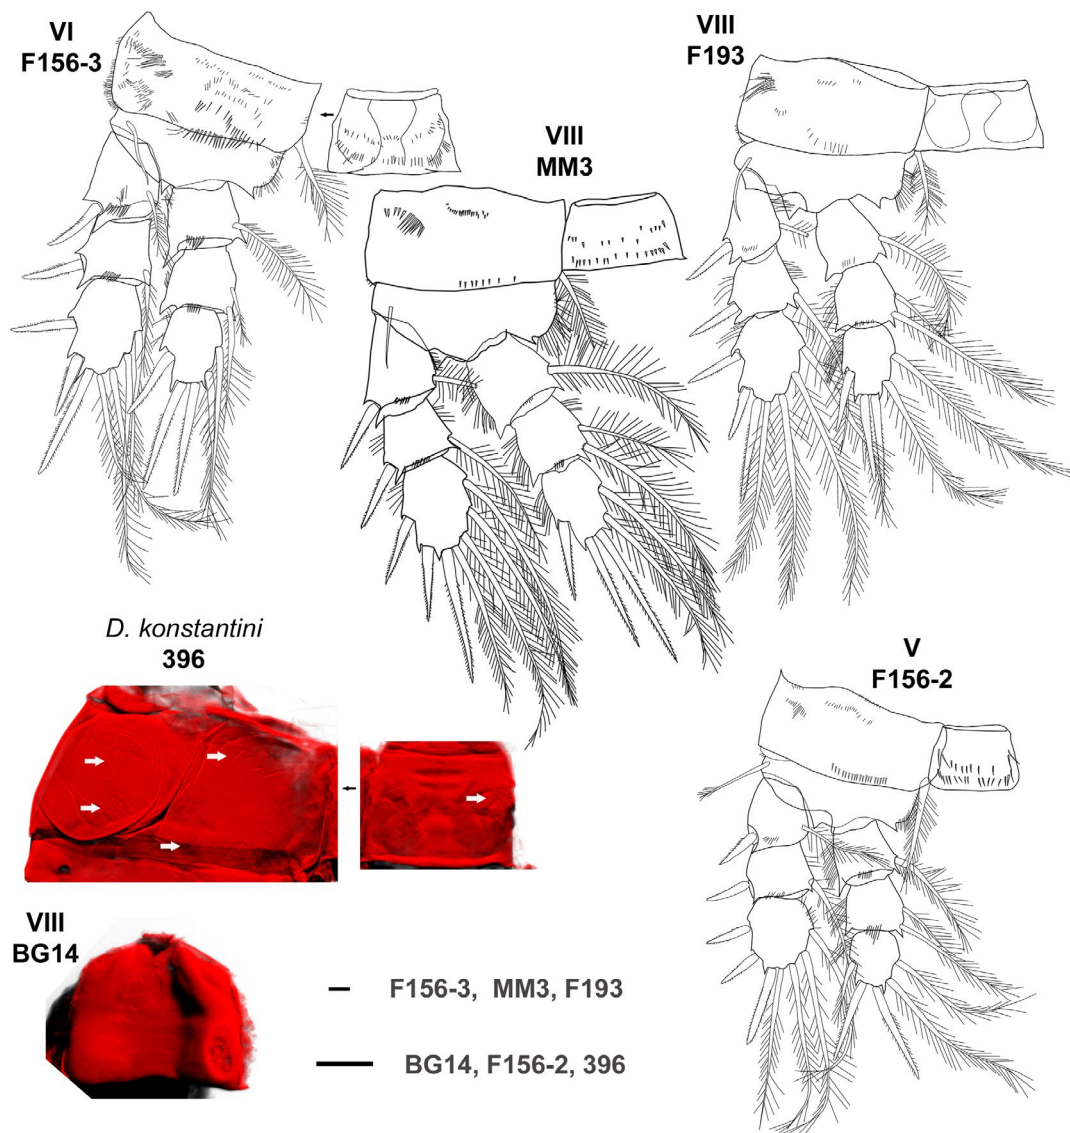 VI
F156-3
VIII
F193
VIII
MM3
D. konstantini
396
V
F156-2
VIII
BG14
F156-3, MM3, F193
BG14, F156-2, 396